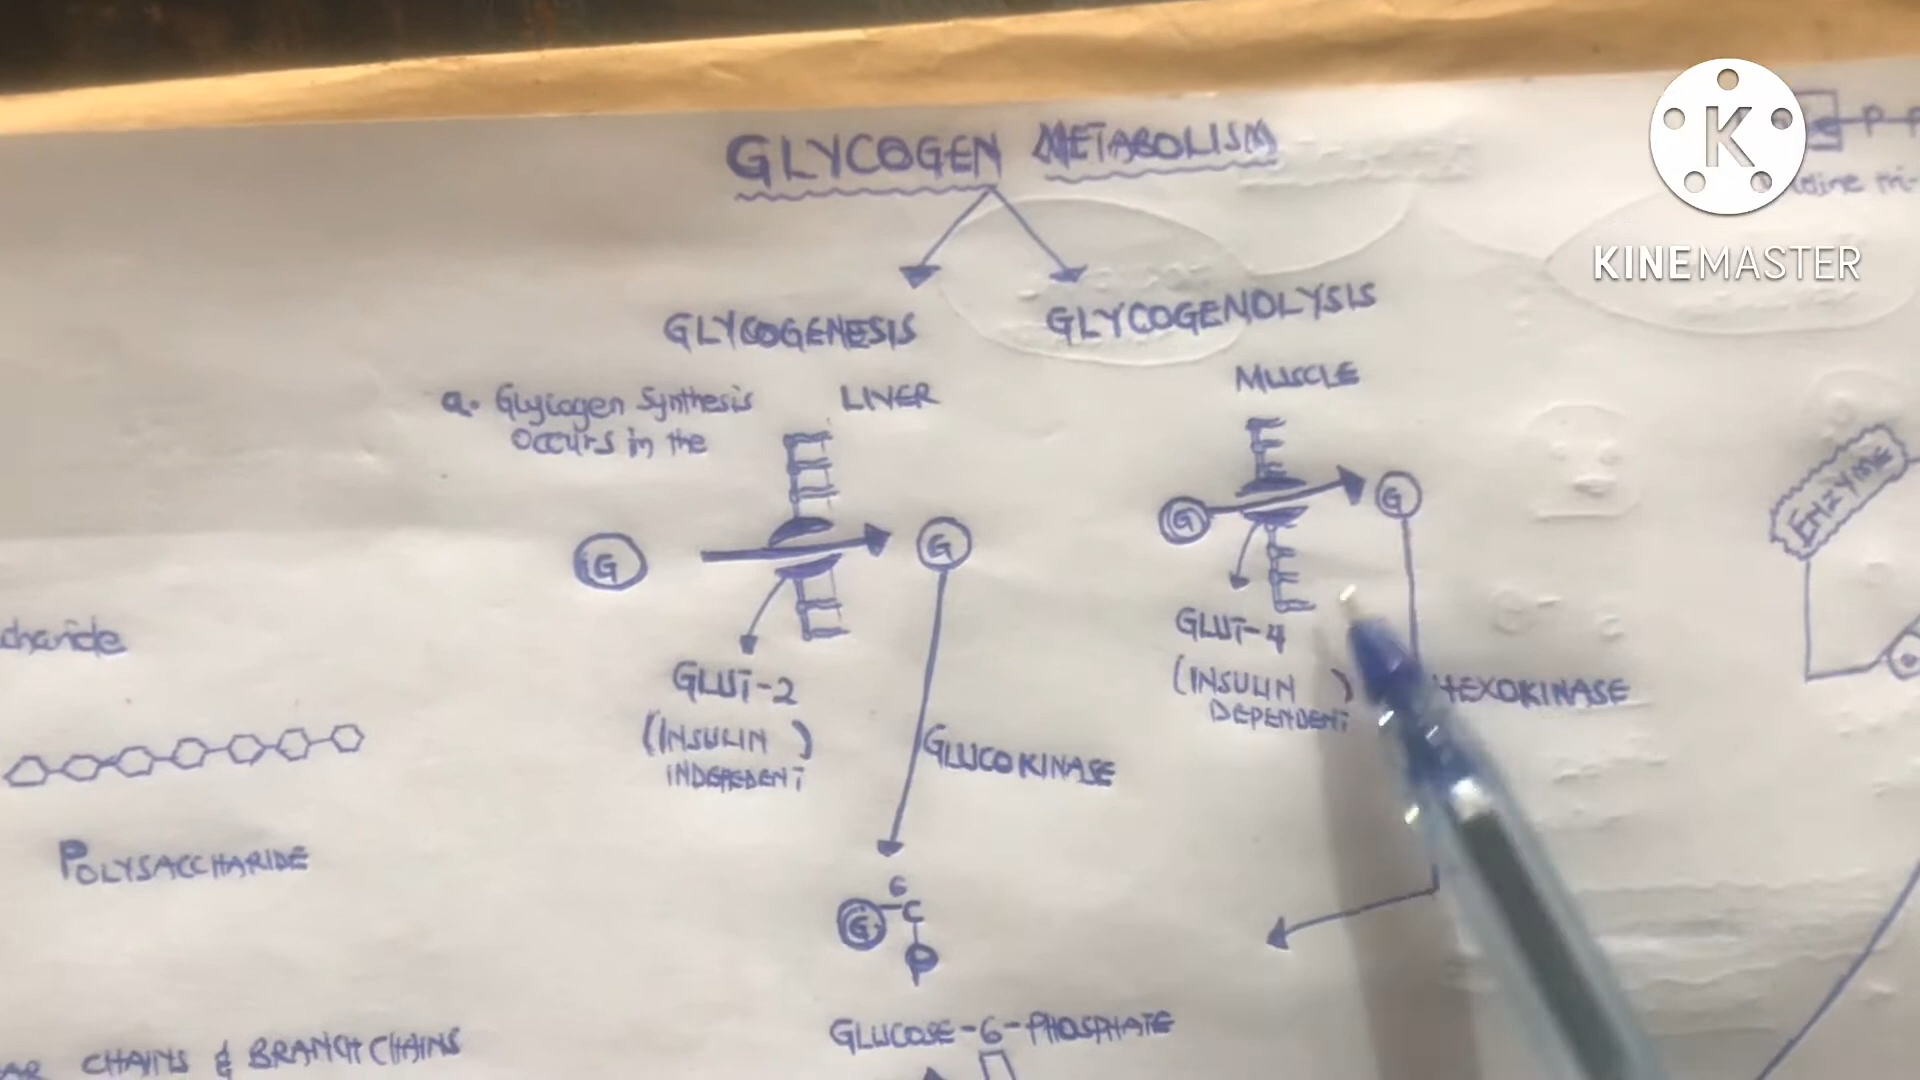 GLYCOGEN METABOLISM
GLYCOGENESIS
GLYCOGENOLYSIS
a. Glycogen Synthesis
occurs in the
LIVER
MUSCLE
G
G
G
G
GLUT-2
(INSULIN )
INDEPEDENT
GLUCOKINASE
GLUT-4
(INSULIN )
DEPENDENT
HEXOKINASE
ENZYME
POLYSACCHARIDE
6
G-C
P
GLUCOSE-6-PHOSPHATE
CHAINS & BRANCH CHAINS
P
tri-
K
KINEMASTER